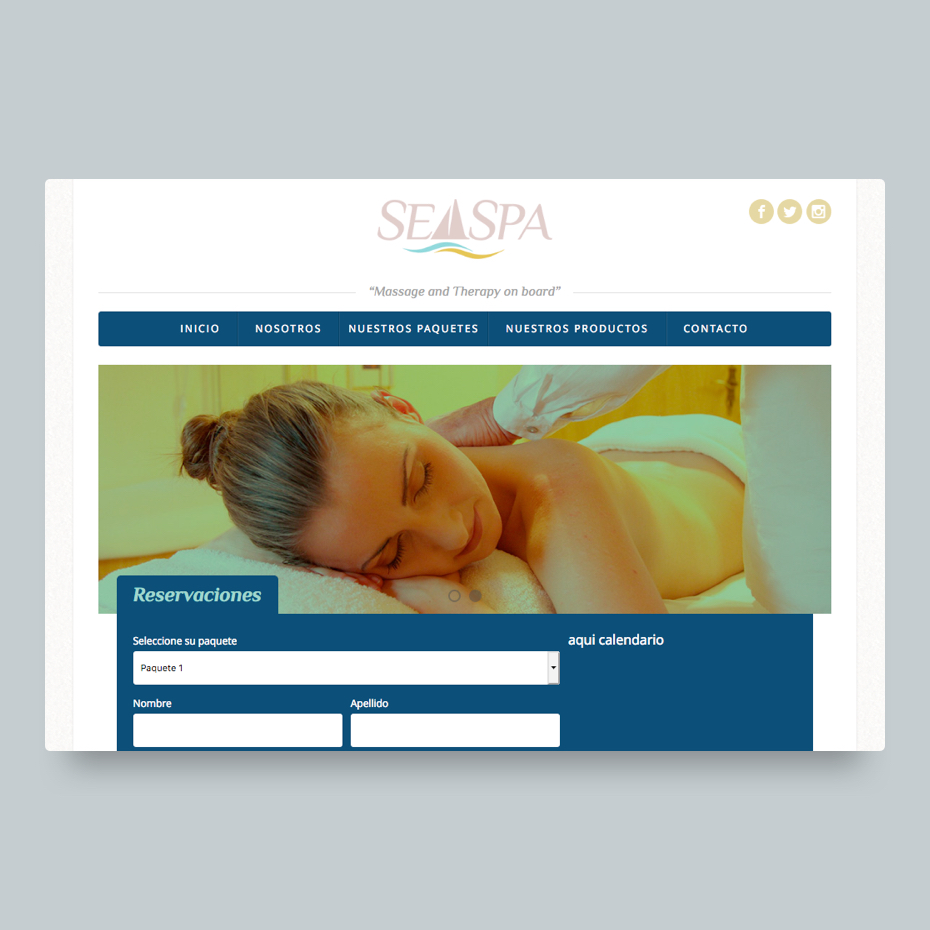 SEASPA
“Massage and Therapy on board”
INICIO NOSOTROS NUESTROS PAQUETES NUESTROS PRODUCTOS CONTACTO
Reservaciones
Seleccione su paquete
aqui calendario
Paquete 1
Nombre Apellido